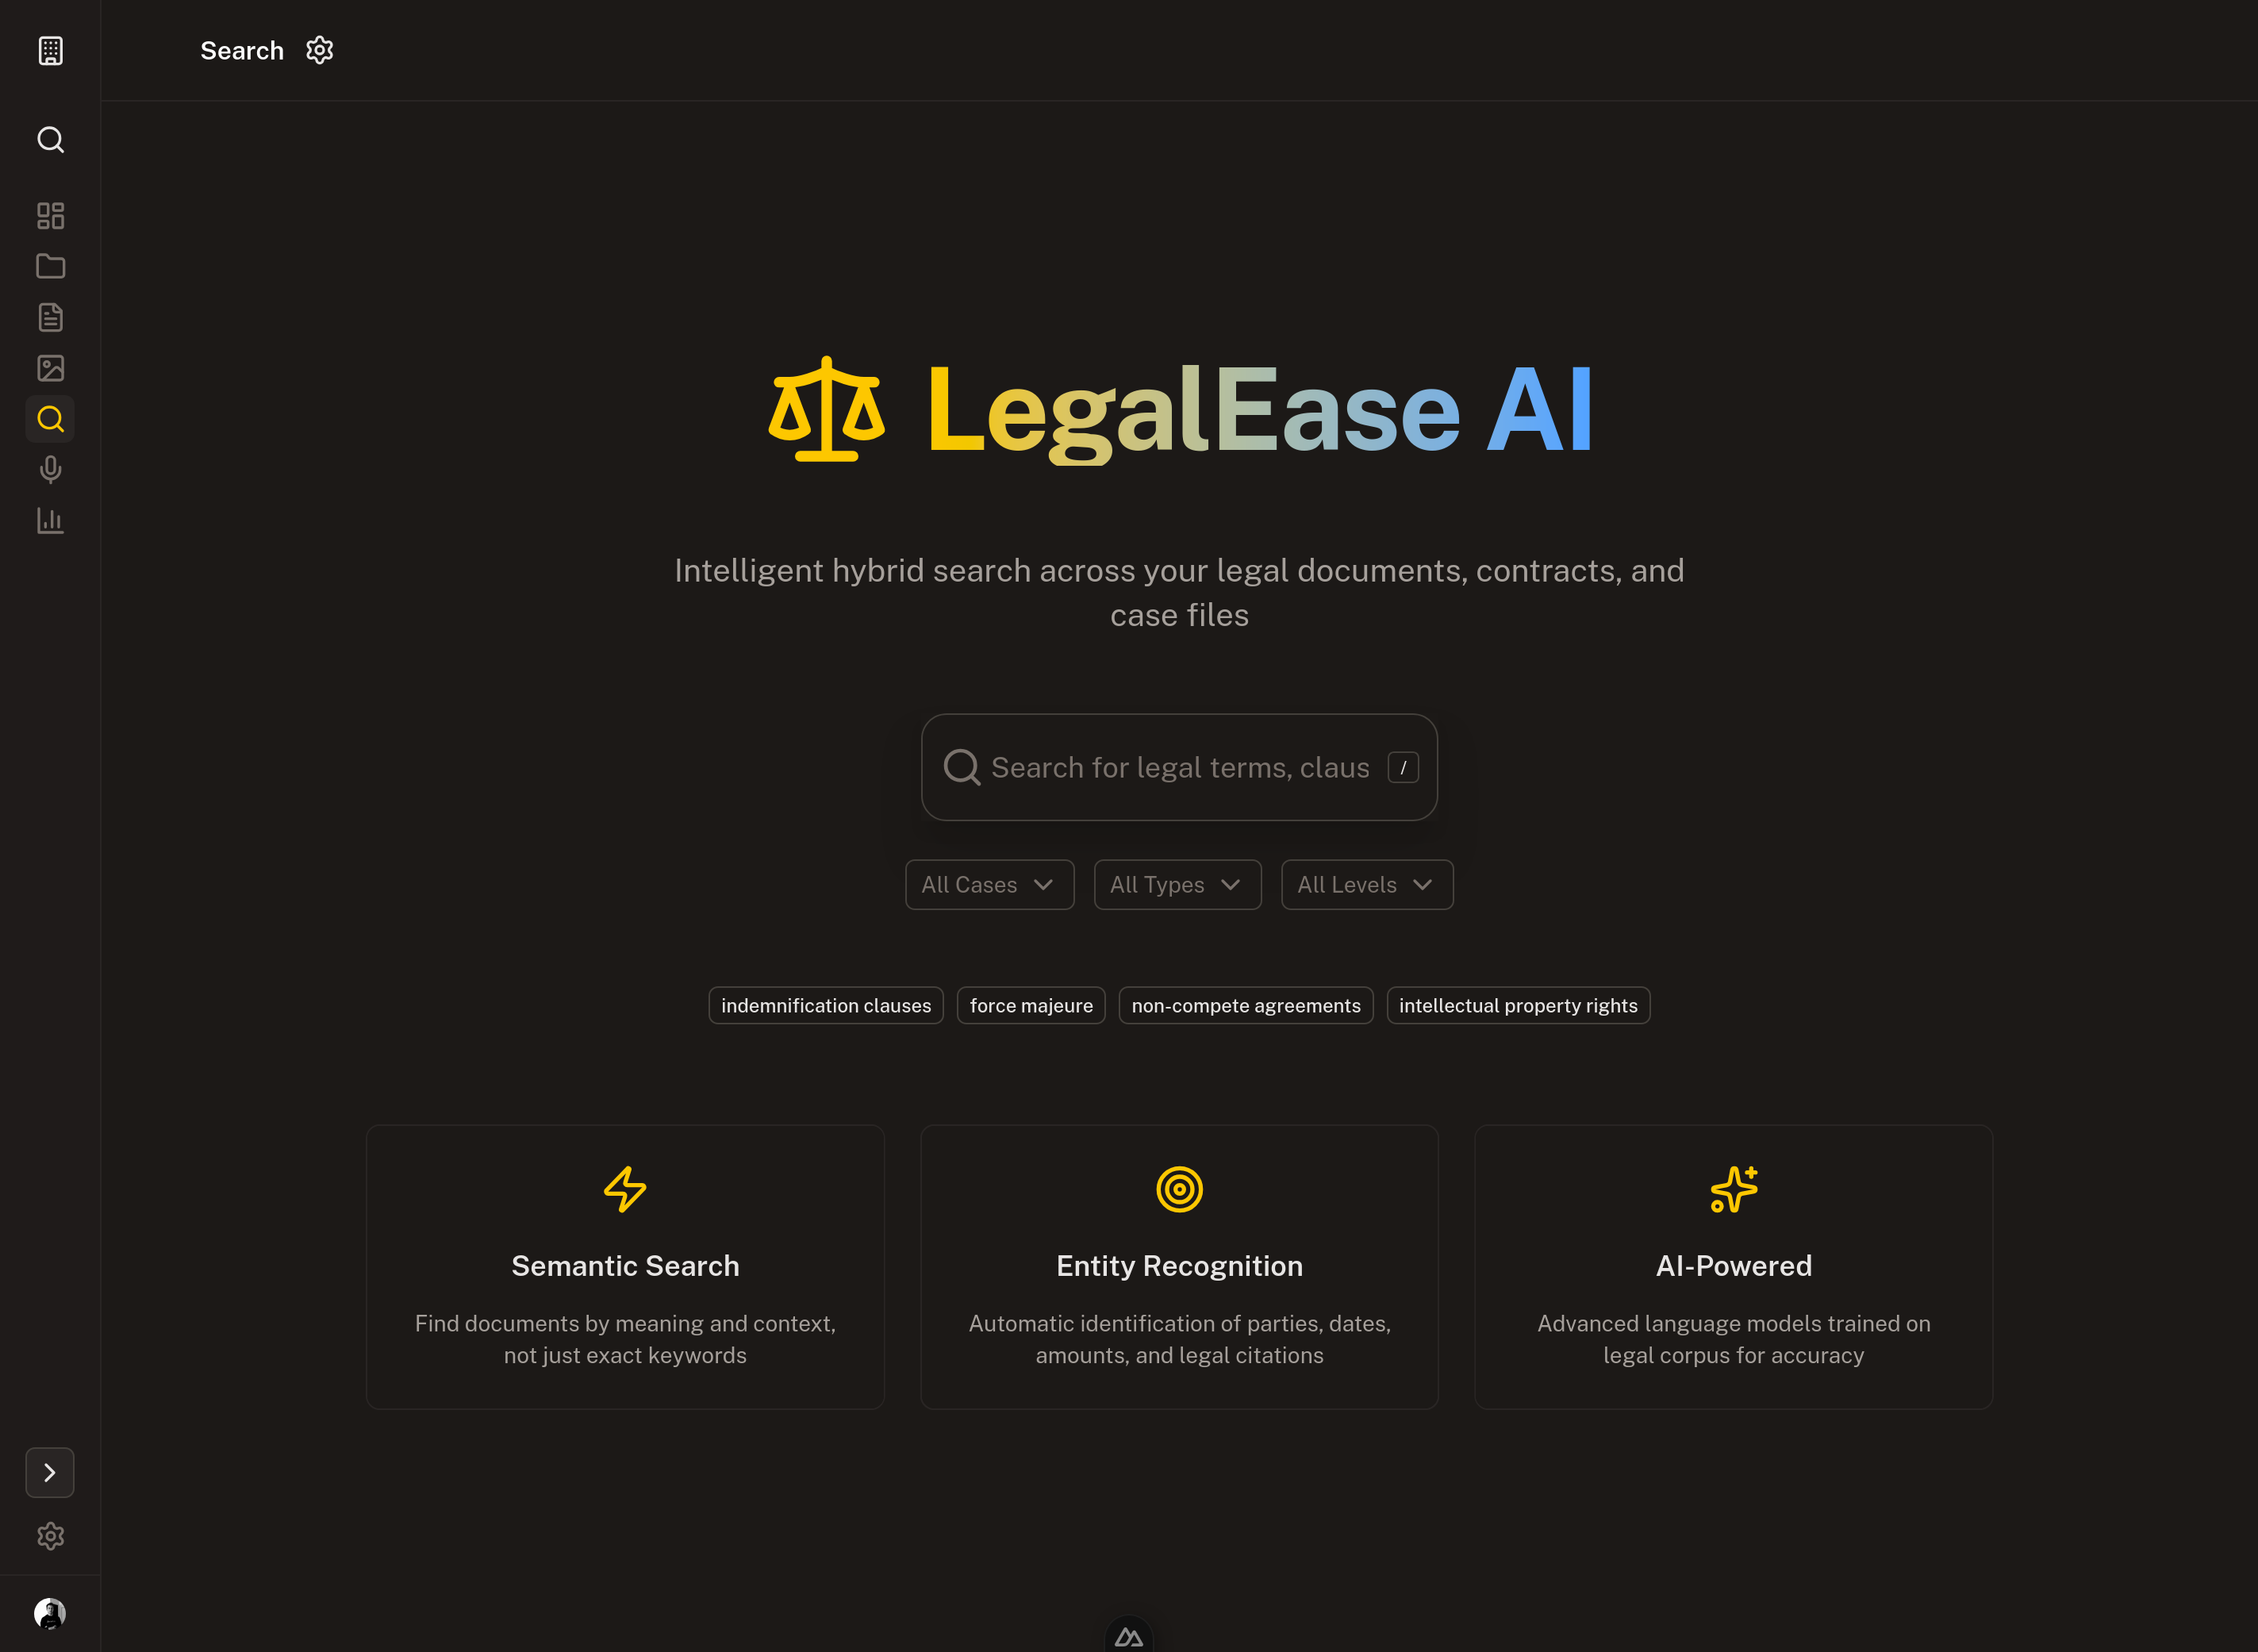 Search
LegalEase AI
Intelligent hybrid search across your legal documents, contracts, and
case files
Search for legal terms, claus
/
All Cases
All Types
All Levels
indemnification clauses
force majeure
non-compete agreements
intellectual property rights
Semantic Search
Find documents by meaning and context,
not just exact keywords
Entity Recognition
Automatic identification of parties, dates,
amounts, and legal citations
AI-Powered
Advanced language models trained on
legal corpus for accuracy